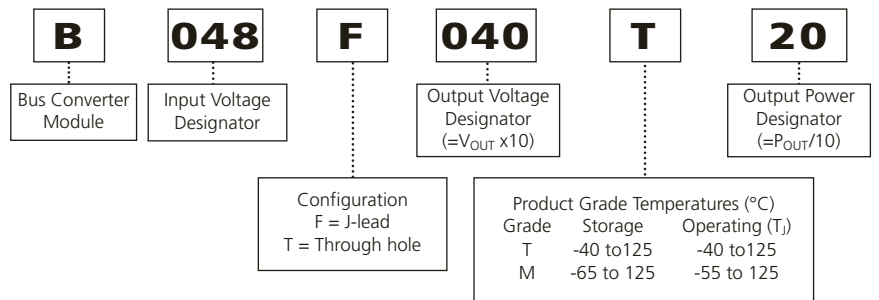 B 048 F 040 T 20
Bus Converter
Module
Input Voltage
Designator
Output Voltage
Designator
(=VOUT x10)
Output Power
Designator
(=POUT/10)
Configuration
F = J-lead
T = Through hole
Product Grade Temperatures (°C)
Grade Storage Operating (TJ)
T -40 to125 -40 to125
M -65 to 125 -55 to 125